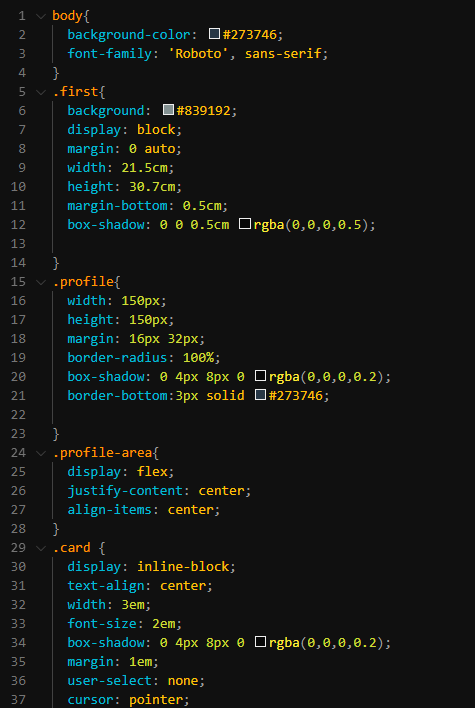 1 body{
2 background-color: #273746;
3 font-family: 'Roboto', sans-serif;
4 }
5 .first{
6 background: #839192;
7 display: block;
8 margin: 0 auto;
9 width: 21.5cm;
10 height: 30.7cm;
11 margin-bottom: 0.5cm;
12 box-shadow: 0 0 0.5cm rgba(0,0,0,0.5);
13
14 }
15 .profile{
16 width: 150px;
17 height: 150px;
18 margin: 16px 32px;
19 border-radius: 100%;
20 box-shadow: 0 4px 8px 0 rgba(0,0,0,0.2);
21 border-bottom:3px solid #273746;
22
23 }
24 .profile-area{
25 display: flex;
26 justify-content: center;
27 align-items: center;
28 }
29 .card {
30 display: inline-block;
31 text-align: center;
32 width: 3em;
33 font-size: 2em;
34 box-shadow: 0 4px 8px 0 rgba(0,0,0,0.2);
35 margin: 1em;
36 user-select: none;
37 cursor: pointer;